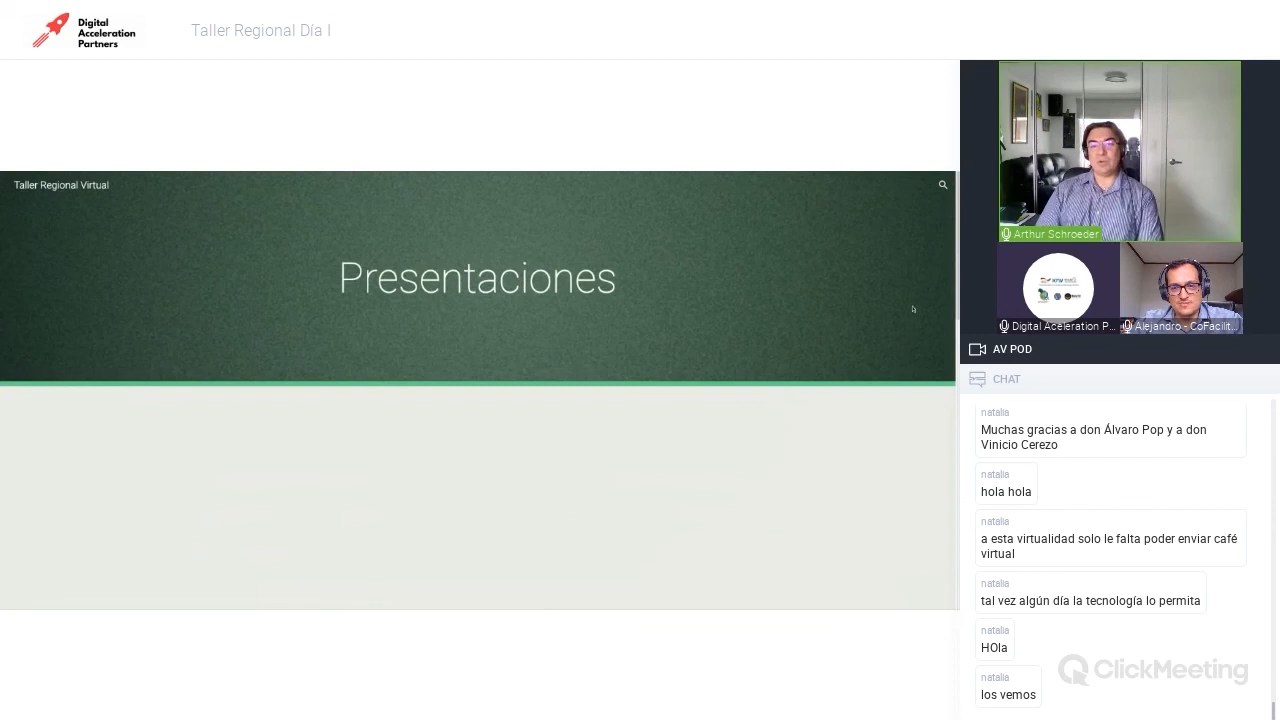 Digital
Acceleration
Partners
Taller Regional Día I
Taller Regional Virtual
Presentaciones
Arthur Schroeder
Digital Aceleration P...
Alejandro - CoFacilit...
AV POD
CHAT
natalia
Muchas gracias a don Álvaro Pop y a don
Vinicio Cerezo
natalia
hola hola
natalia
a esta virtualidad solo le falta poder enviar café
virtual
natalia
tal vez algún día la tecnología lo permita
natalia
HOla
natalia
los vemos
ClickMeeting